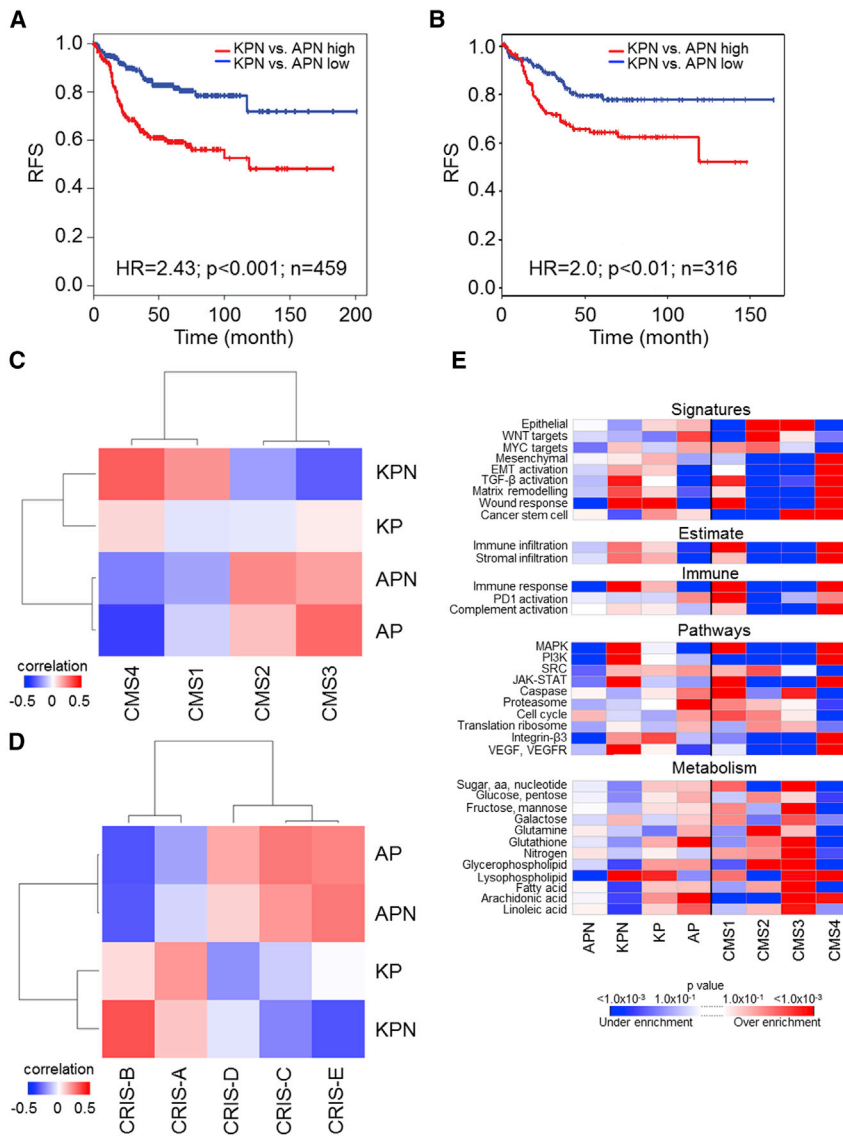 A
1.0
0.8
0.6
0.4
0.2
0.0
RFS
KPN vs. APN high
KPN vs. APN low
HR=2.43; p<0.001; n=459
0
50
100
150
200
Time (month)
B
1.0
0.8
0.6
0.4
0.2
0.0
RFS
KPN vs. APN high
KPN vs. APN low
HR=2.0; p<0.01; n=316
0
50
100
150
Time (month)
C
KPN
KP
APN
AP
correlation
-0.5 0 0.5
CMS4
CMS1
CMS2
CMS3
D
AP
APN
KP
KPN
correlation
-0.5 0 0.5
CRIS-B
CRIS-A
CRIS-D
CRIS-C
CRIS-E
E
Signatures
Epithelial
WNT targets
MYC targets
Mesenchymal
EMT activation
TGF-β activation
Matrix remodelling
Wound response
Cancer stem cell
Estimate
Immune infiltration
Stromal infiltration
Immune
Immune response
PD1 activation
Complement activation
Pathways
MAPK
PI3K
SRC
JAK-STAT
Caspase
Proteasome
Cell cycle
Translation ribosome
Integrin-β3
VEGF, VEGFR
Metabolism
Sugar, aa, nucleotide
Glucose, pentose
Fructose, mannose
Galactose
Glutamine
Glutathione
Nitrogen
Glycerophospholipid
Lysophospholipid
Fatty acid
Arachidonic acid
Linoleic acid
APN
KPN
KP
AP
CMS1
CMS2
CMS3
CMS4
p value
<1.0x10⁻³ 1.0x10⁻¹ 1.0x10⁻¹ <1.0x10⁻³
Under enrichment Over enrichment